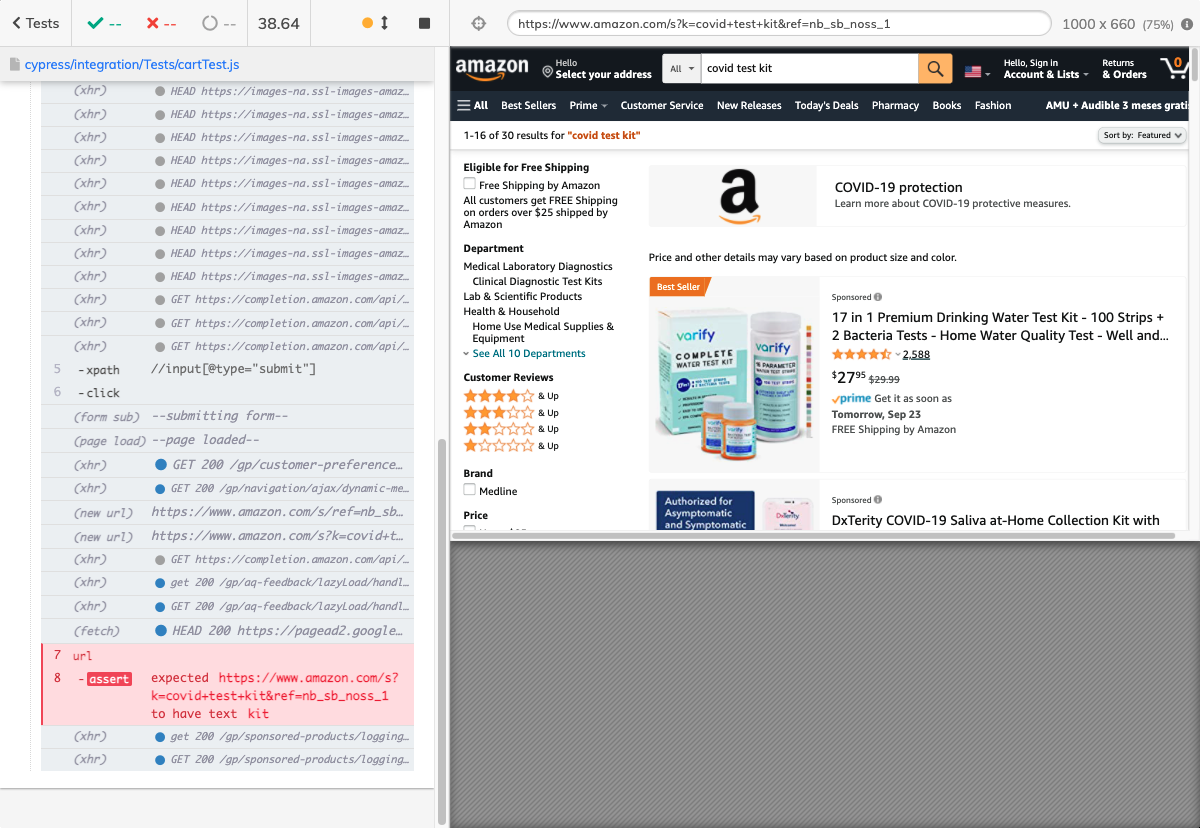 Tests
--
--
--
38.64
cypress/integration/Tests/cartTest.js
(xhr) HEAD https://images-na.ssl-images-amaz…
(xhr) HEAD https://images-na.ssl-images-amaz…
(xhr) HEAD https://images-na.ssl-images-amaz…
(xhr) HEAD https://images-na.ssl-images-amaz…
(xhr) HEAD https://images-na.ssl-images-amaz…
(xhr) HEAD https://images-na.ssl-images-amaz…
(xhr) HEAD https://images-na.ssl-images-amaz…
(xhr) HEAD https://images-na.ssl-images-amaz…
(xhr) HEAD https://images-na.ssl-images-amaz…
(xhr) GET https://completion.amazon.com/api/…
(xhr) GET https://completion.amazon.com/api/…
(xhr) GET https://completion.amazon.com/api/…
5 -xpath //input[@type="submit"]
6 -click
(form sub) --submitting form--
(page load) --page loaded--
(xhr) GET 200 /gp/customer-preference…
(xhr) GET 200 /gp/navigation/ajax/dynamic-me…
(new url) https://www.amazon.com/s/ref=nb_sb…
(new url) https://www.amazon.com/s?k=covid+t…
(xhr) GET https://completion.amazon.com/api/…
(xhr) get 200 /gp/aq-feedback/lazyLoad/handl…
(xhr) GET 200 /gp/aq-feedback/lazyLoad/handl…
(fetch) HEAD 200 https://pagead2.google…
7 url
8 -assert expected https://www.amazon.com/s?
k=covid+test+kit&ref=nb_sb_noss_1
to have text kit
(xhr) get 200 /gp/sponsored-products/logging…
(xhr) GET 200 /gp/sponsored-products/logging…
https://www.amazon.com/s?k=covid+test+kit&ref=nb_sb_noss_1
1000 x 660 (75%)
amazon
Hello
Select your address
All
covid test kit
Hello, Sign in
Account & Lists
Returns
& Orders
0
All Best Sellers Prime Customer Service New Releases Today's Deals Pharmacy Books Fashion AMU + Audible 3 meses grati
1-16 of 30 results for "covid test kit"
Sort by: Featured
Eligible for Free Shipping
Free Shipping by Amazon
All customers get FREE Shipping
on orders over $25 shipped by
Amazon
Department
Medical Laboratory Diagnostics
Clinical Diagnostic Test Kits
Lab & Scientific Products
Health & Household
Home Use Medical Supplies &
Equipment
See All 10 Departments
Customer Reviews
& Up
& Up
& Up
& Up
Brand
Medline
Price
a
COVID-19 protection
Learn more about COVID-19 protective measures.
Price and other details may vary based on product size and color.
Best Seller
varify
COMPLETE
WATER TEST KIT
varify
varify
varify
Sponsored
17 in 1 Premium Drinking Water Test Kit - 100 Strips +
2 Bacteria Tests - Home Water Quality Test - Well and…
2,588
$2795 $29.99
prime Get it as soon as
Tomorrow, Sep 23
FREE Shipping by Amazon
Authorized for
Asymptomatic
and Symptomatic
DxTerity
Sponsored
DxTerity COVID-19 Saliva at-Home Collection Kit with